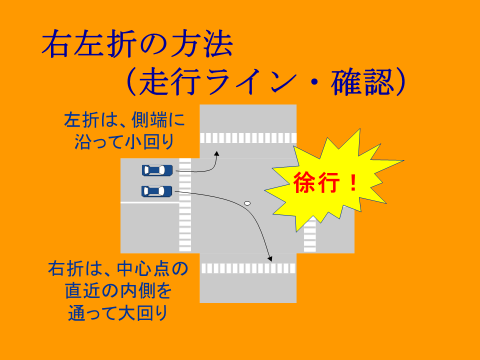 右左折の方法
（走行ライン・確認）
左折は、側端に
沿って小回り
徐行！
右折は、中心点の
直近の内側を
通って大回り